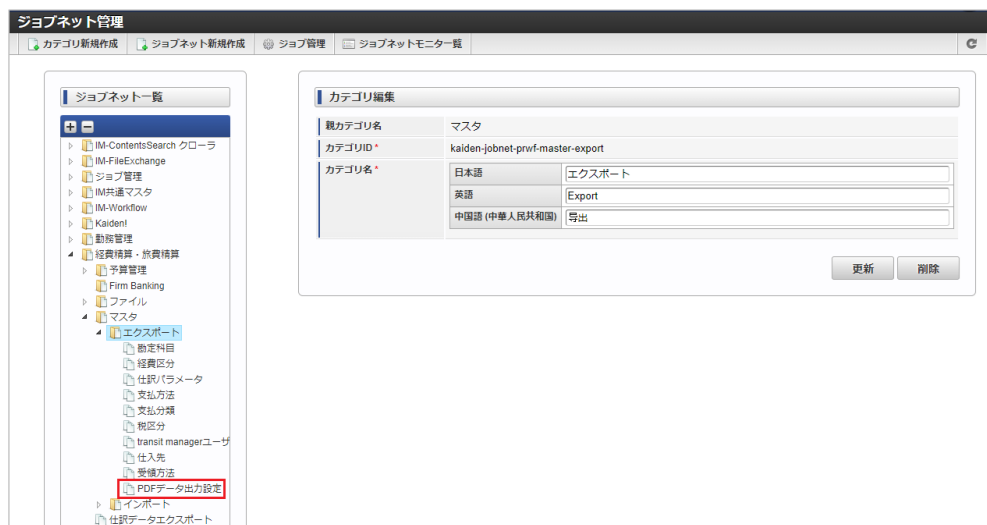 ジョブネット管理
カテゴリ新規作成 ジョブネット新規作成 ジョブ管理 ジョブネットモニタ一覧
ジョブネット一覧
IM-ContentsSearch クローラ
IM-FileExchange
ジョブ管理
IM共通マスタ
IM-Workflow
Kaiden!
勤務管理
経費精算・旅費精算
予算管理
Firm Banking
ファイル
マスタ
エクスポート
勘定科目
経費区分
仕訳パラメータ
支払方法
支払分類
税区分
transit managerユーザ
仕入先
受領方法
PDFデータ出力設定
インポート
仕訳データエクスポート
カテゴリ編集
親カテゴリ名 マスタ
カテゴリID * kaiden-jobnet-prwf-master-export
カテゴリ名 *
日本語 エクスポート
英語 Export
中国語 (中華人民共和国) 导出
更新 削除